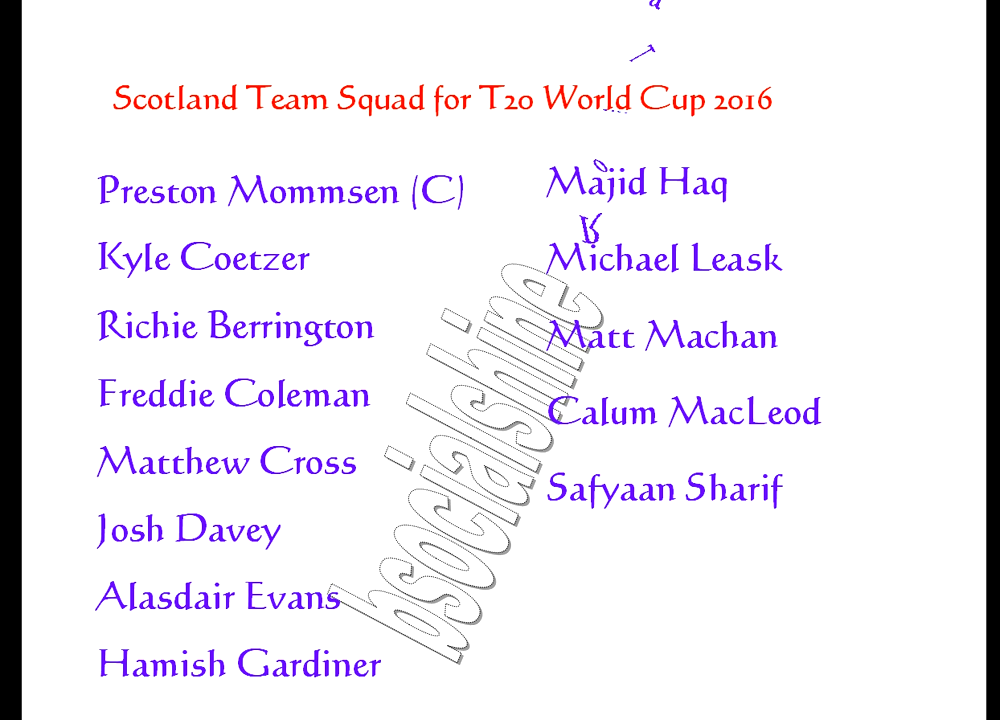 Scotland Team Squad for T20 World Cup 2016
Preston Mommsen (C)
Kyle Coetzer
Richie Berrington
Freddie Coleman
Matthew Cross
Josh Davey
Alasdair Evans
Hamish Gardiner
Majid Haq
Michael Leask
Matt Machan
Calum MacLeod
Safyaan Sharif
bsocialshine